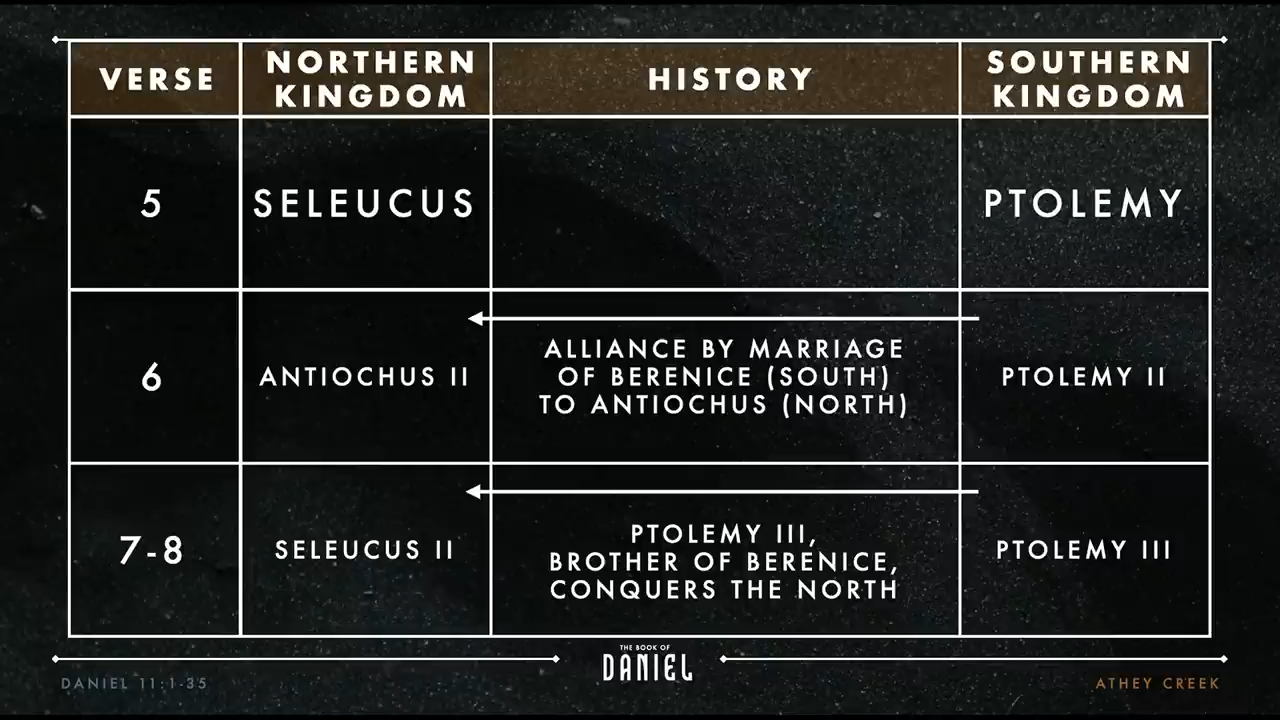 VERSE
NORTHERN
KINGDOM
HISTORY
SOUTHERN
KINGDOM
5
SELEUCUS
PTOLEMY
6
ANTIOCHUS II
ALLIANCE BY MARRIAGE
OF BERENICE (SOUTH)
TO ANTIOCHUS (NORTH)
PTOLEMY II
7-8
SELEUCUS II
PTOLEMY III,
BROTHER OF BERENICE,
CONQUERS THE NORTH
PTOLEMY III
THE BOOK OF
DANIEL
DANIEL 11:1-35
ATHEY CREEK